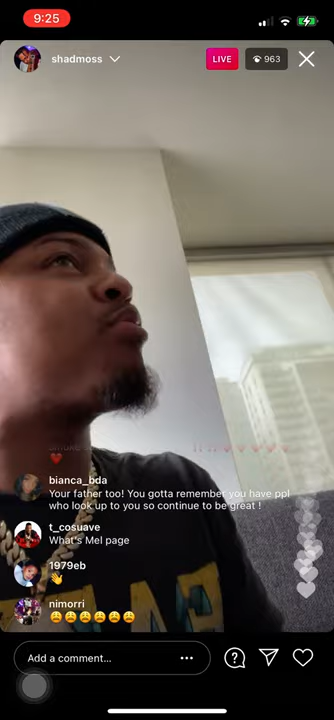 9:25
shadmoss
LIVE
963
bianca_bda
Your father too! You gotta remember you have ppl
who look up to you so continue to be great !
t_cosuave
What's Mel page
1979eb
nimorri
Add a comment...